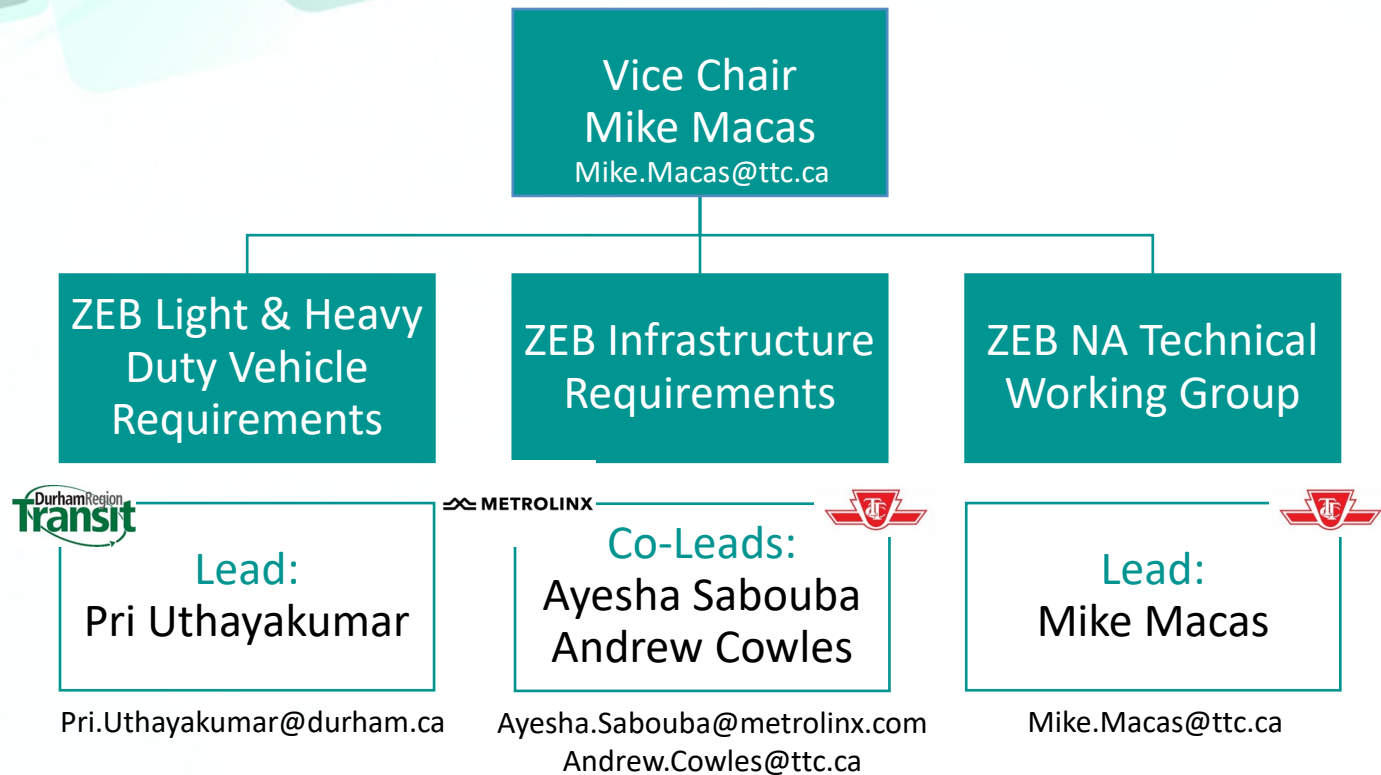 Vice Chair
Mike Macas
Mike.Macas@ttc.ca
ZEB Light & Heavy
Duty Vehicle
Requirements
ZEB Infrastructure
Requirements
ZEB NA Technical
Working Group
DurhamRegion
Transit
Lead:
Pri Uthayakumar
Pri.Uthayakumar@durham.ca
METROLINX
TTC
Co-Leads:
Ayesha Sabouba
Andrew Cowles
Ayesha.Sabouba@metrolinx.com
Andrew.Cowles@ttc.ca
TTC
Lead:
Mike Macas
Mike.Macas@ttc.ca